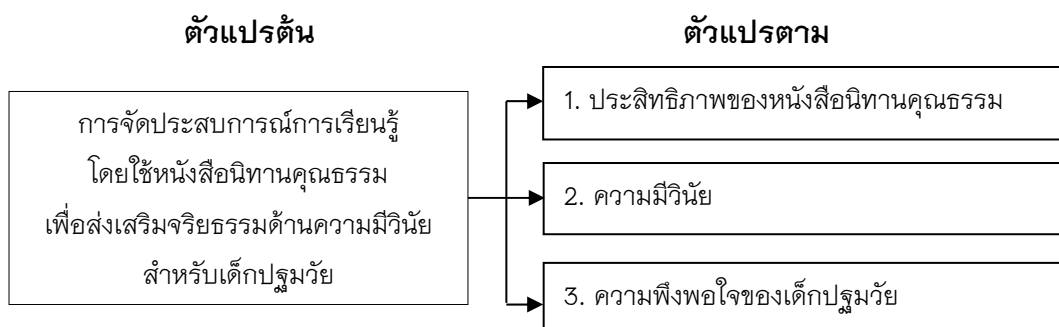 ตัวแปรต้น
ตัวแปรตาม
การจัดประสบการณ์การเรียนรู้
โดยใช้หนังสือนิทานคุณธรรม
เพื่อส่งเสริมจริยธรรมด้านความมีวินัย
สำหรับเด็กปฐมวัย
1. ประสิทธิภาพของหนังสือนิทานคุณธรรม
2. ความมีวินัย
3. ความพึงพอใจของเด็กปฐมวัย